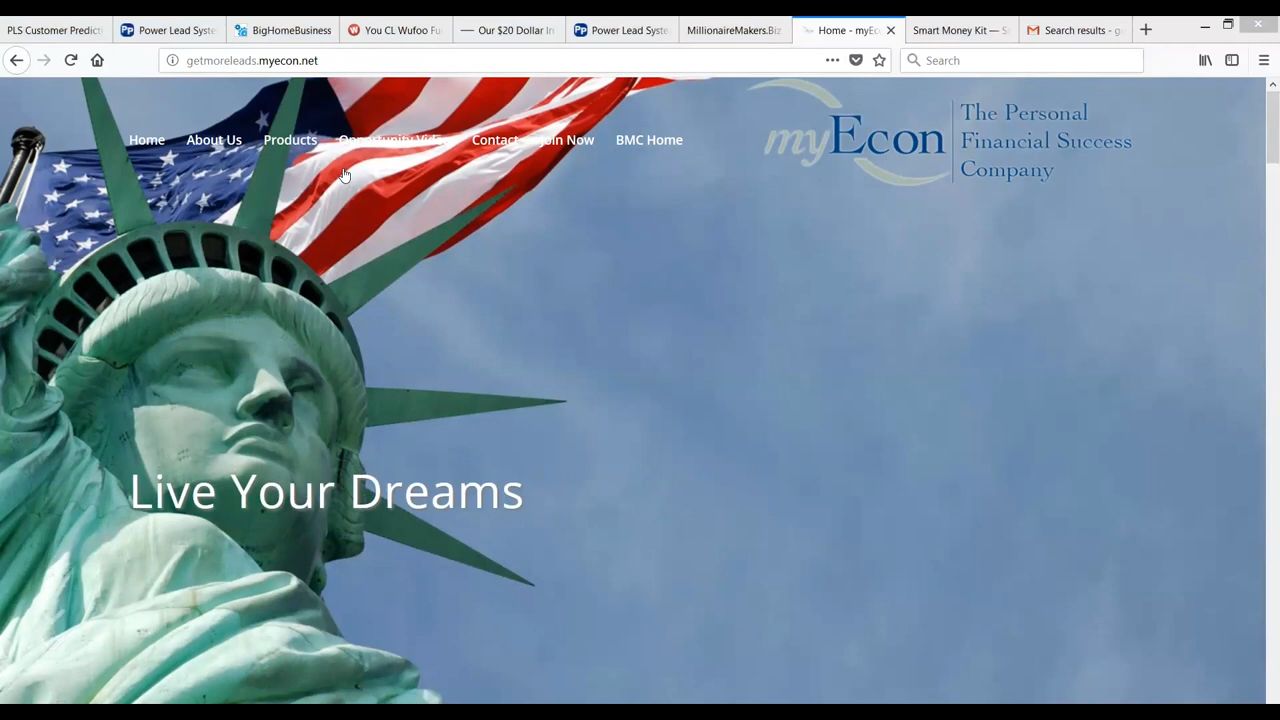 PLS Customer Predict
Power Lead Syste
BigHomeBusiness
You CL Wufoo Fu
Our $20 Dollar In
Power Lead Syste
MillionaireMakers.Biz
Home - myEc
Smart Money Kit — S
Search results - g
getmoreleads.myecon.net
Search
Home About Us Products Opportunity Contact Join Now BMC Home
myEcon
The Personal
Financial Success
Company
Live Your Dreams